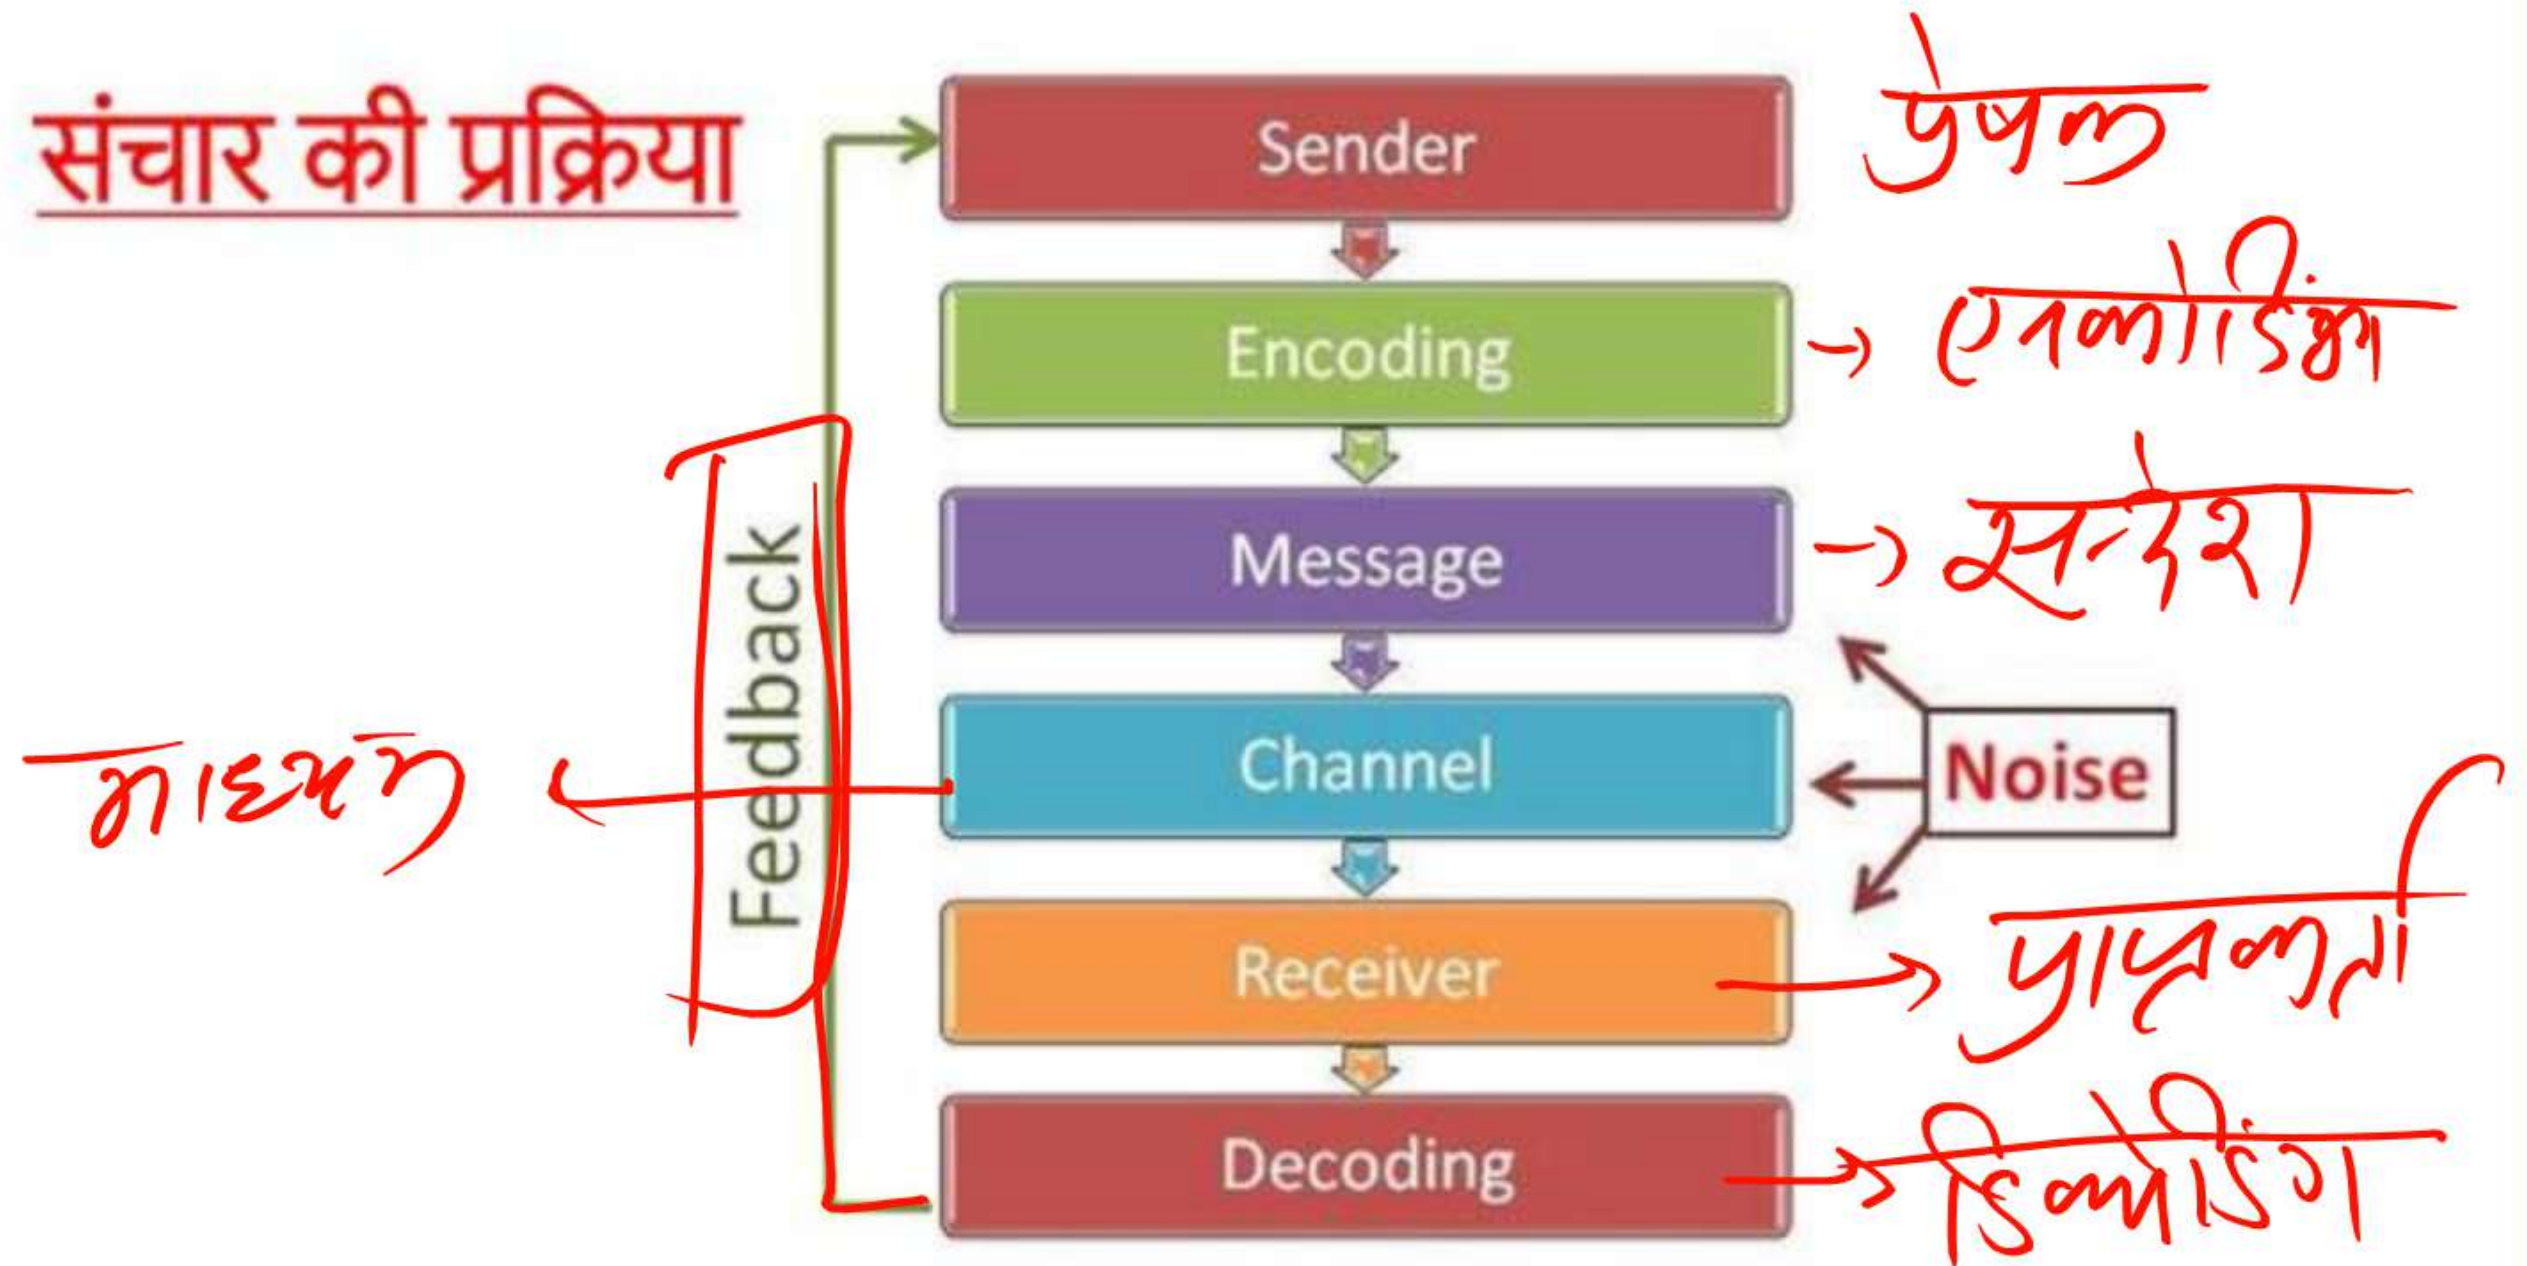 संचार की प्रक्रिया
Sender
प्रेषक
Encoding
→ एनकोडिंग
Message
→ सन्देश
Feedback
माध्यम
Channel
Noise
Receiver
प्राप्तकर्ता
Decoding
डिकोडिंग